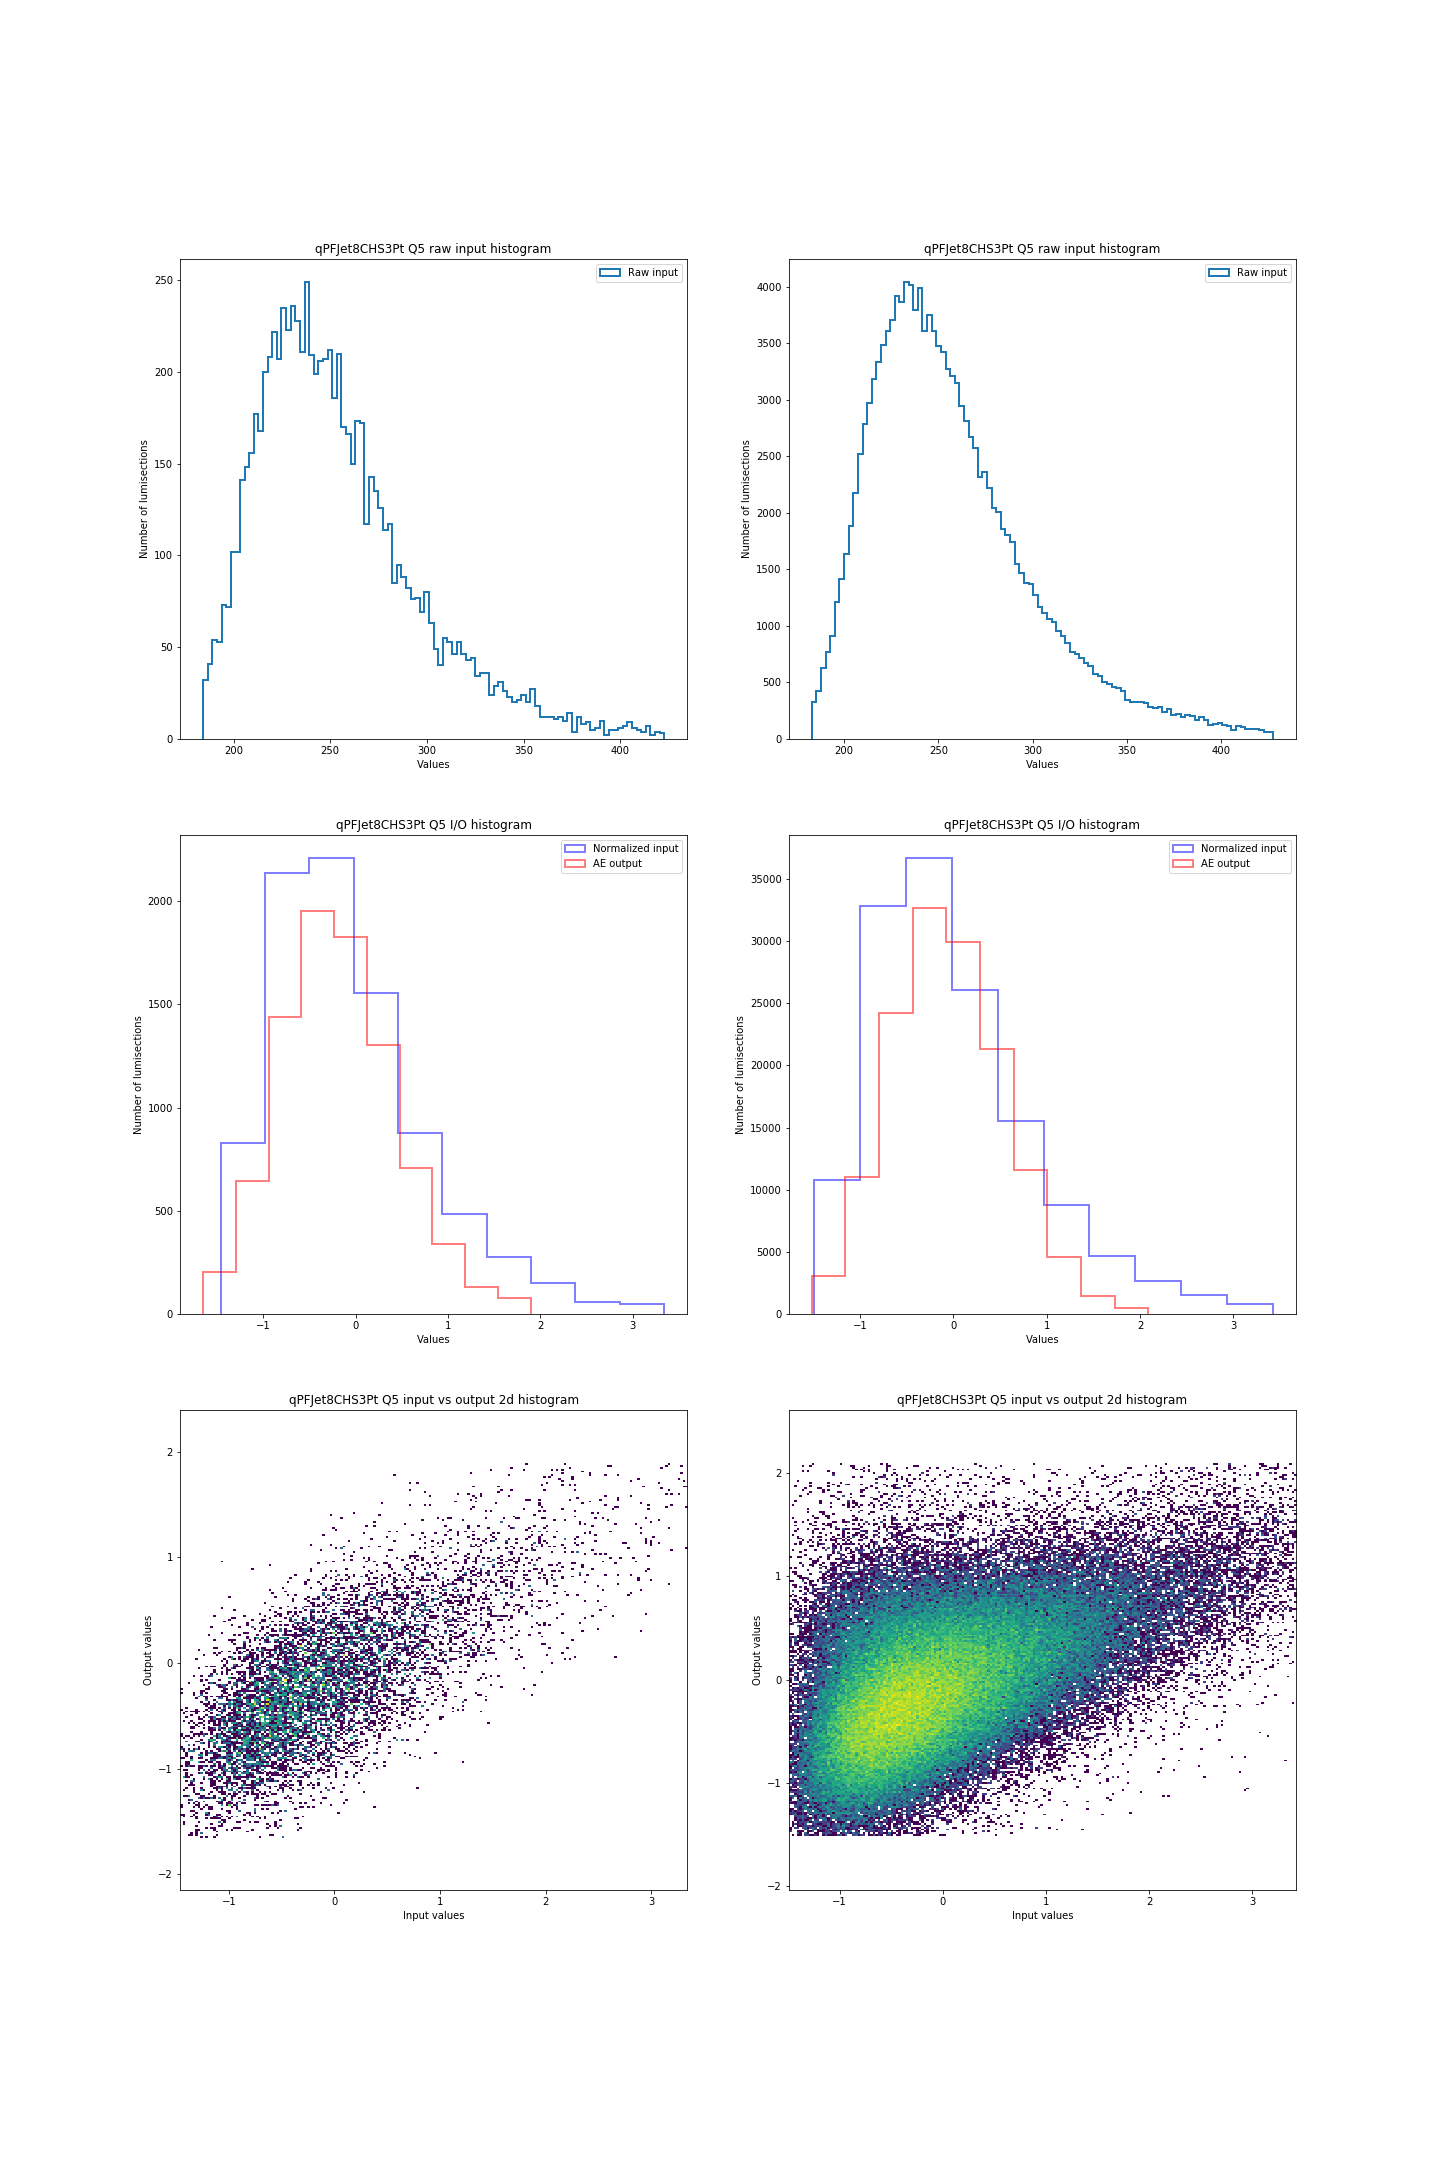 qPFJet8CHS3Pt Q5 raw input histogram
Raw input
250
200
150
100
50
0
Number of lumisections
200 250 300 350 400
Values
qPFJet8CHS3Pt Q5 raw input histogram
Raw input
4000
3500
3000
2500
2000
1500
1000
500
0
Number of lumisections
200 250 300 350 400
Values
qPFJet8CHS3Pt Q5 I/O histogram
Normalized input
AE output
2000
1500
1000
500
0
Number of lumisections
−1 0 1 2 3
Values
qPFJet8CHS3Pt Q5 I/O histogram
Normalized input
AE output
35000
30000
25000
20000
15000
10000
5000
0
Number of lumisections
−1 0 1 2 3
Values
qPFJet8CHS3Pt Q5 input vs output 2d histogram
2
1
0
−1
−2
Output values
−1 0 1 2 3
Input values
qPFJet8CHS3Pt Q5 input vs output 2d histogram
2
1
0
−1
−2
Output values
−1 0 1 2 3
Input values